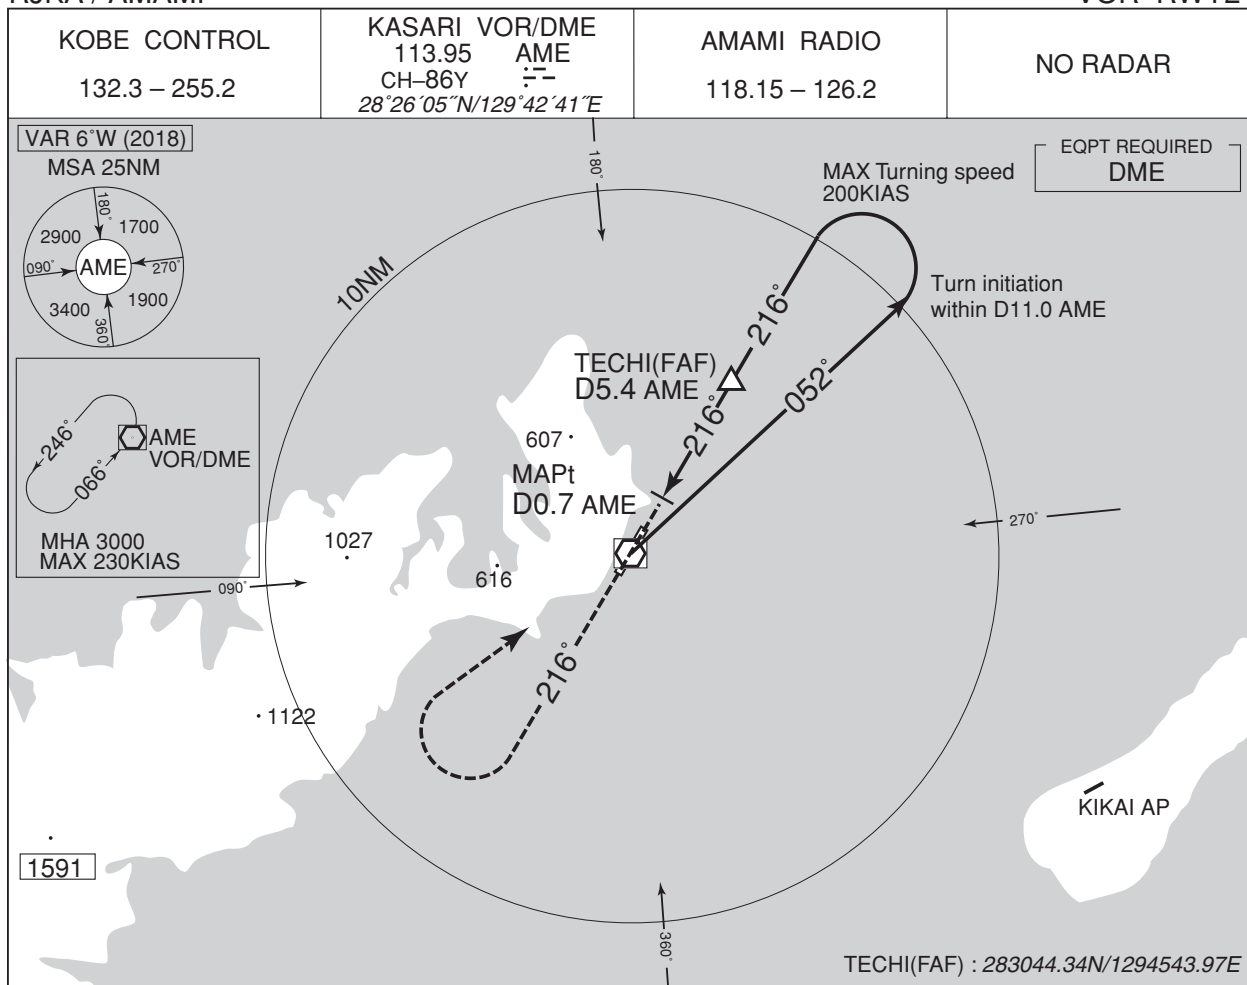 KOBE CONTROL
132.3 – 255.2
KASARI VOR/DME
113.95 AME
CH–86Y
28°26´05˝N/129°42´41˝E
AMAMI RADIO
118.15 – 126.2
NO RADAR
VAR 6°W (2018)
MSA 25NM
180°
2900
1700
090°
AME
270°
3400
1900
360°
180°
EQPT REQUIRED
DME
MAX Turning speed
200KIAS
10NM
216°
Turn initiation
within D11.0 AME
TECHI(FAF)
D5.4 AME
052°
216°
246°
066°
AME
VOR/DME
MHA 3000
MAX 230KIAS
607
MAPt
D0.7 AME
1027
616
270°
090°
216°
1122
KIKAI AP
1591
360°
TECHI(FAF) : 283044.34N/1294543.97E